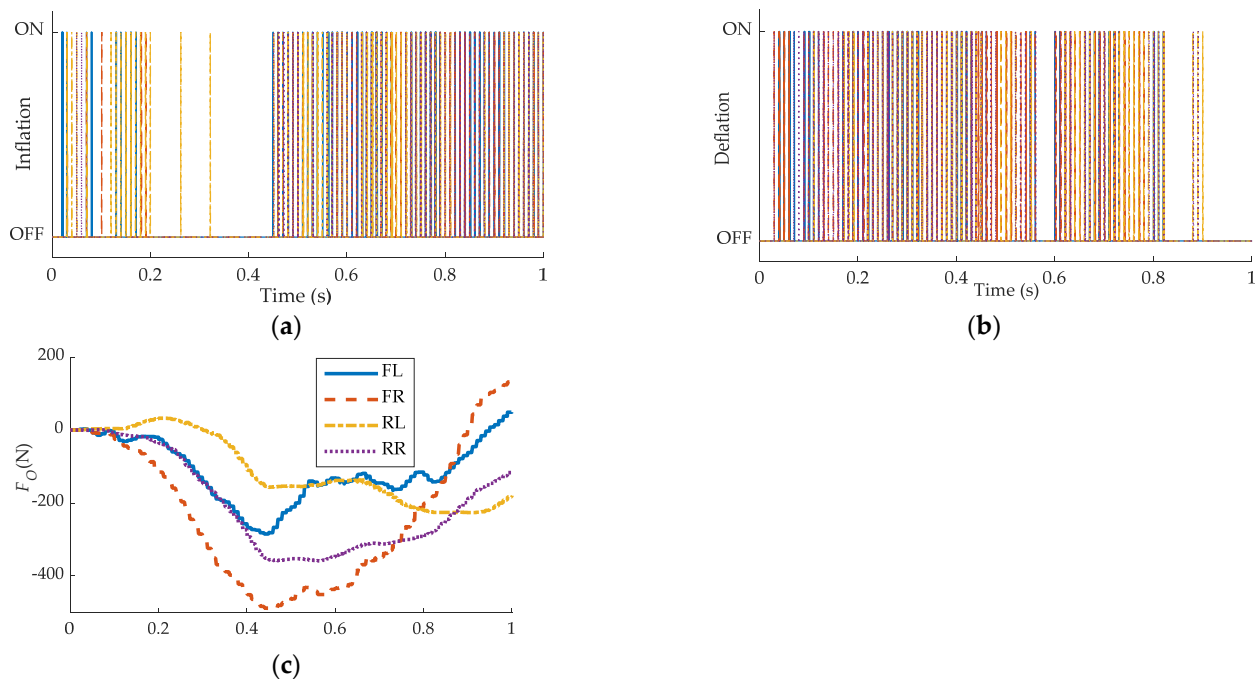 ON
Inflation
OFF
0 0.2 0.4 0.6 0.8 1
Time (s)
(a)
ON
Deflation
OFF
0 0.2 0.4 0.6 0.8 1
Time (s)
(b)
200
0
-200
-400
F_O(N)
FL
FR
RL
RR
0 0.2 0.4 0.6 0.8 1
(c)